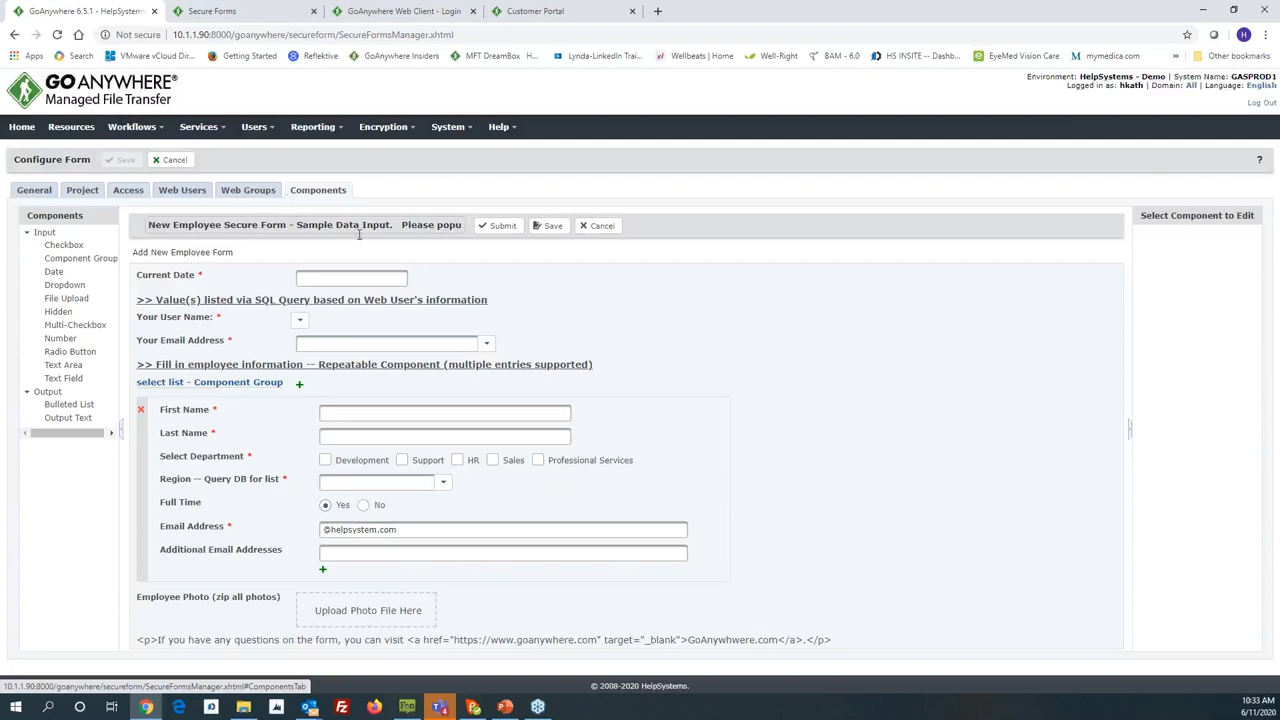 GoAnywhere 6.5.1 - HelpSystems
Secure Forms
GoAnywhere Web Client - Login
Customer Portal
Not secure
10.1.1.90:8000/goanywhere/secureform/SecureFormsManager.xhtml
H
Apps
VMware vCloud Dir...
Getting Started
Reflektive
GoAnywhere Insiders
MFT DreamBox H...
Lynda-LinkedIn Trai...
Wellbeats | Home
Well-Right
BAM - 6.0
HS INSITE -- Dashb...
EyeMed Vision Care
mymedica.com
»
Other bookmarks
GOANYWHERE®
Managed File Transfer
Environment: HelpSystems - Demo | System Name: GASPROD1
Logged in as: hkath | Domain: All | Language: English
Log Out
Home Resources Workflows Services Users Reporting Encryption System Help
Configure Form Save Cancel ?
General Project Access Web Users Web Groups Components
Components
Input
Checkbox
Component Group
Date
Dropdown
File Upload
Hidden
Multi-Checkbox
Number
Radio Button
Text Area
Text Field
Output
Bulleted List
Output Text
New Employee Secure Form - Sample Data Input. Please popu
Submit Save Cancel
Add New Employee Form
Current Date *
>> Value(s) listed via SQL Query based on Web User's information
Your User Name: *
Your Email Address *
>> Fill in employee information -- Repeatable Component (multiple entries supported)
select list - Component Group
First Name *
Last Name *
Select Department * Development Support HR Sales Professional Services
Region -- Query DB for list *
Full Time Yes No
Email Address * @helpsystem.com
Additional Email Addresses
Employee Photo (zip all photos) Upload Photo File Here
<p>If you have any questions on the form, you can visit <a href="https://www.goanywhere.com" target="_blank">GoAnywhwere.com</a>.</p>
Select Component to Edit
10.1.1.90:8000/goanywhere/secureform/SecureFormsManager.xhtml#ComponentsTab
© 2008-2020 HelpSystems.
10:33 AM
6/11/2020